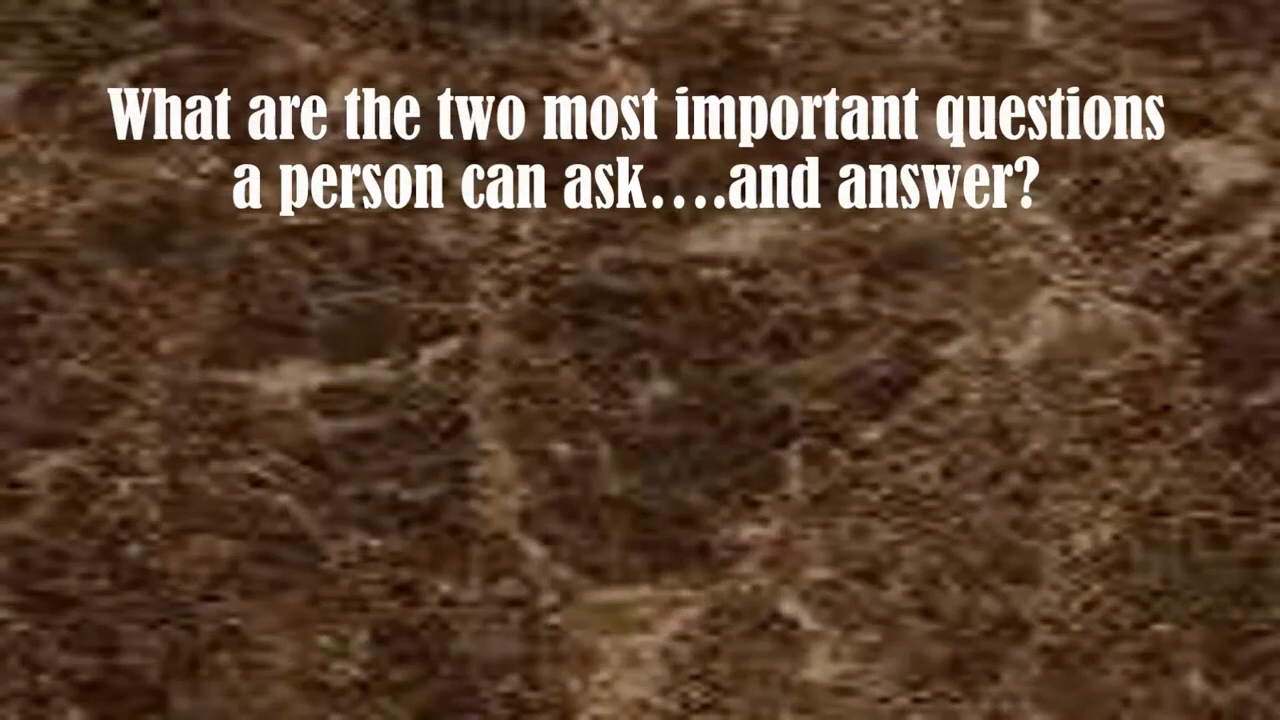 What are the two most important questions
a person can ask….and answer?